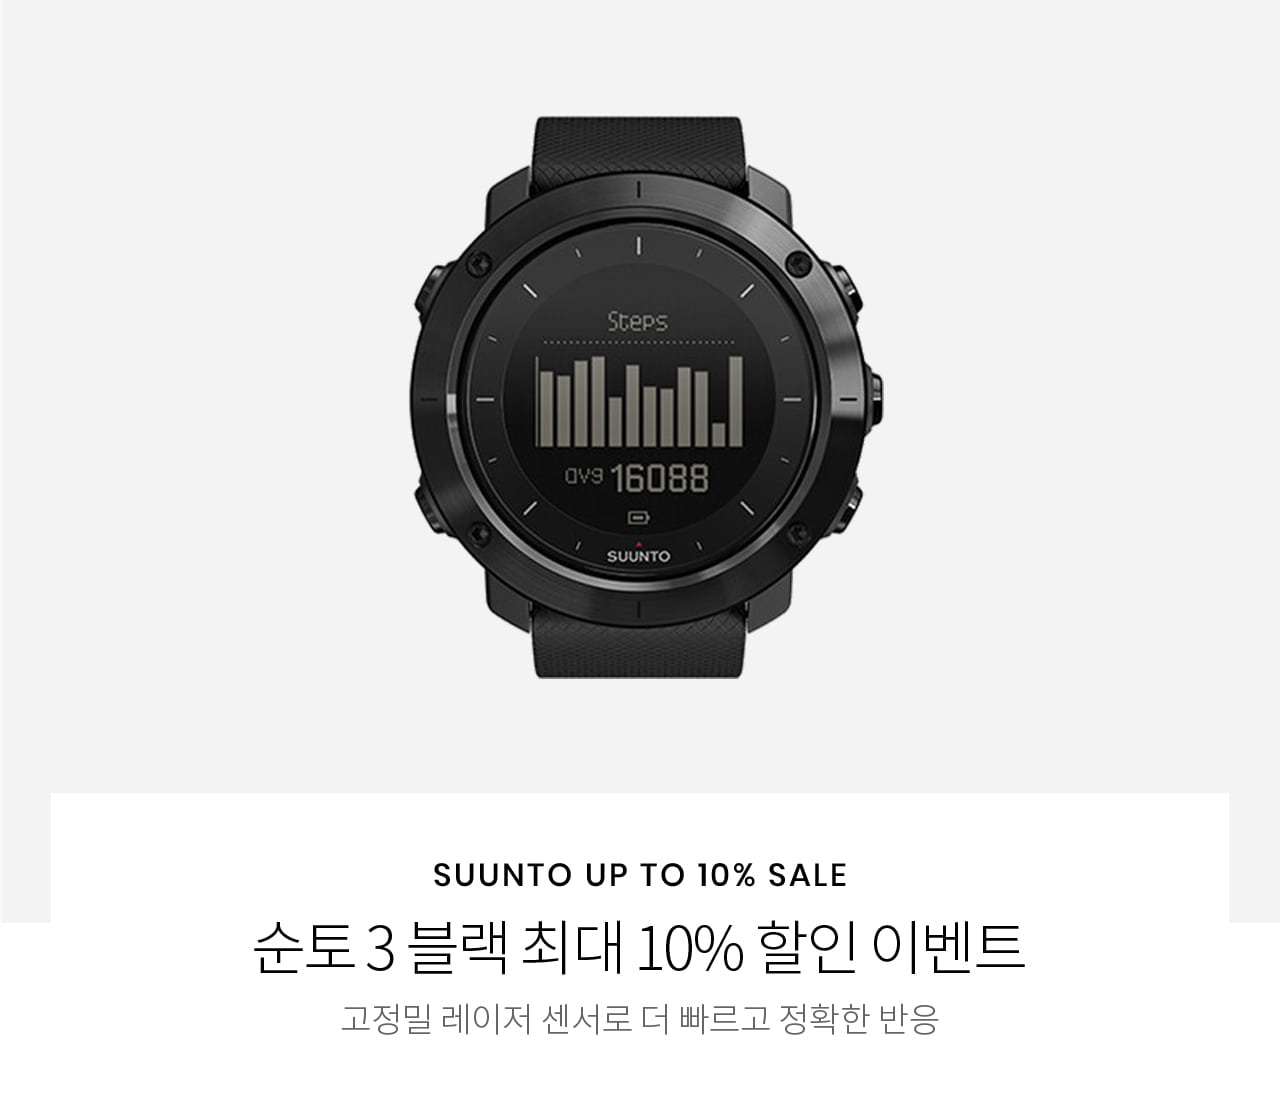 Steps
avg 16088
SUUNTO
SUUNTO UP TO 10% SALE
순토 3 블랙 최대 10% 할인 이벤트
고정밀 레이저 센서로 더 빠르고 정확한 반응